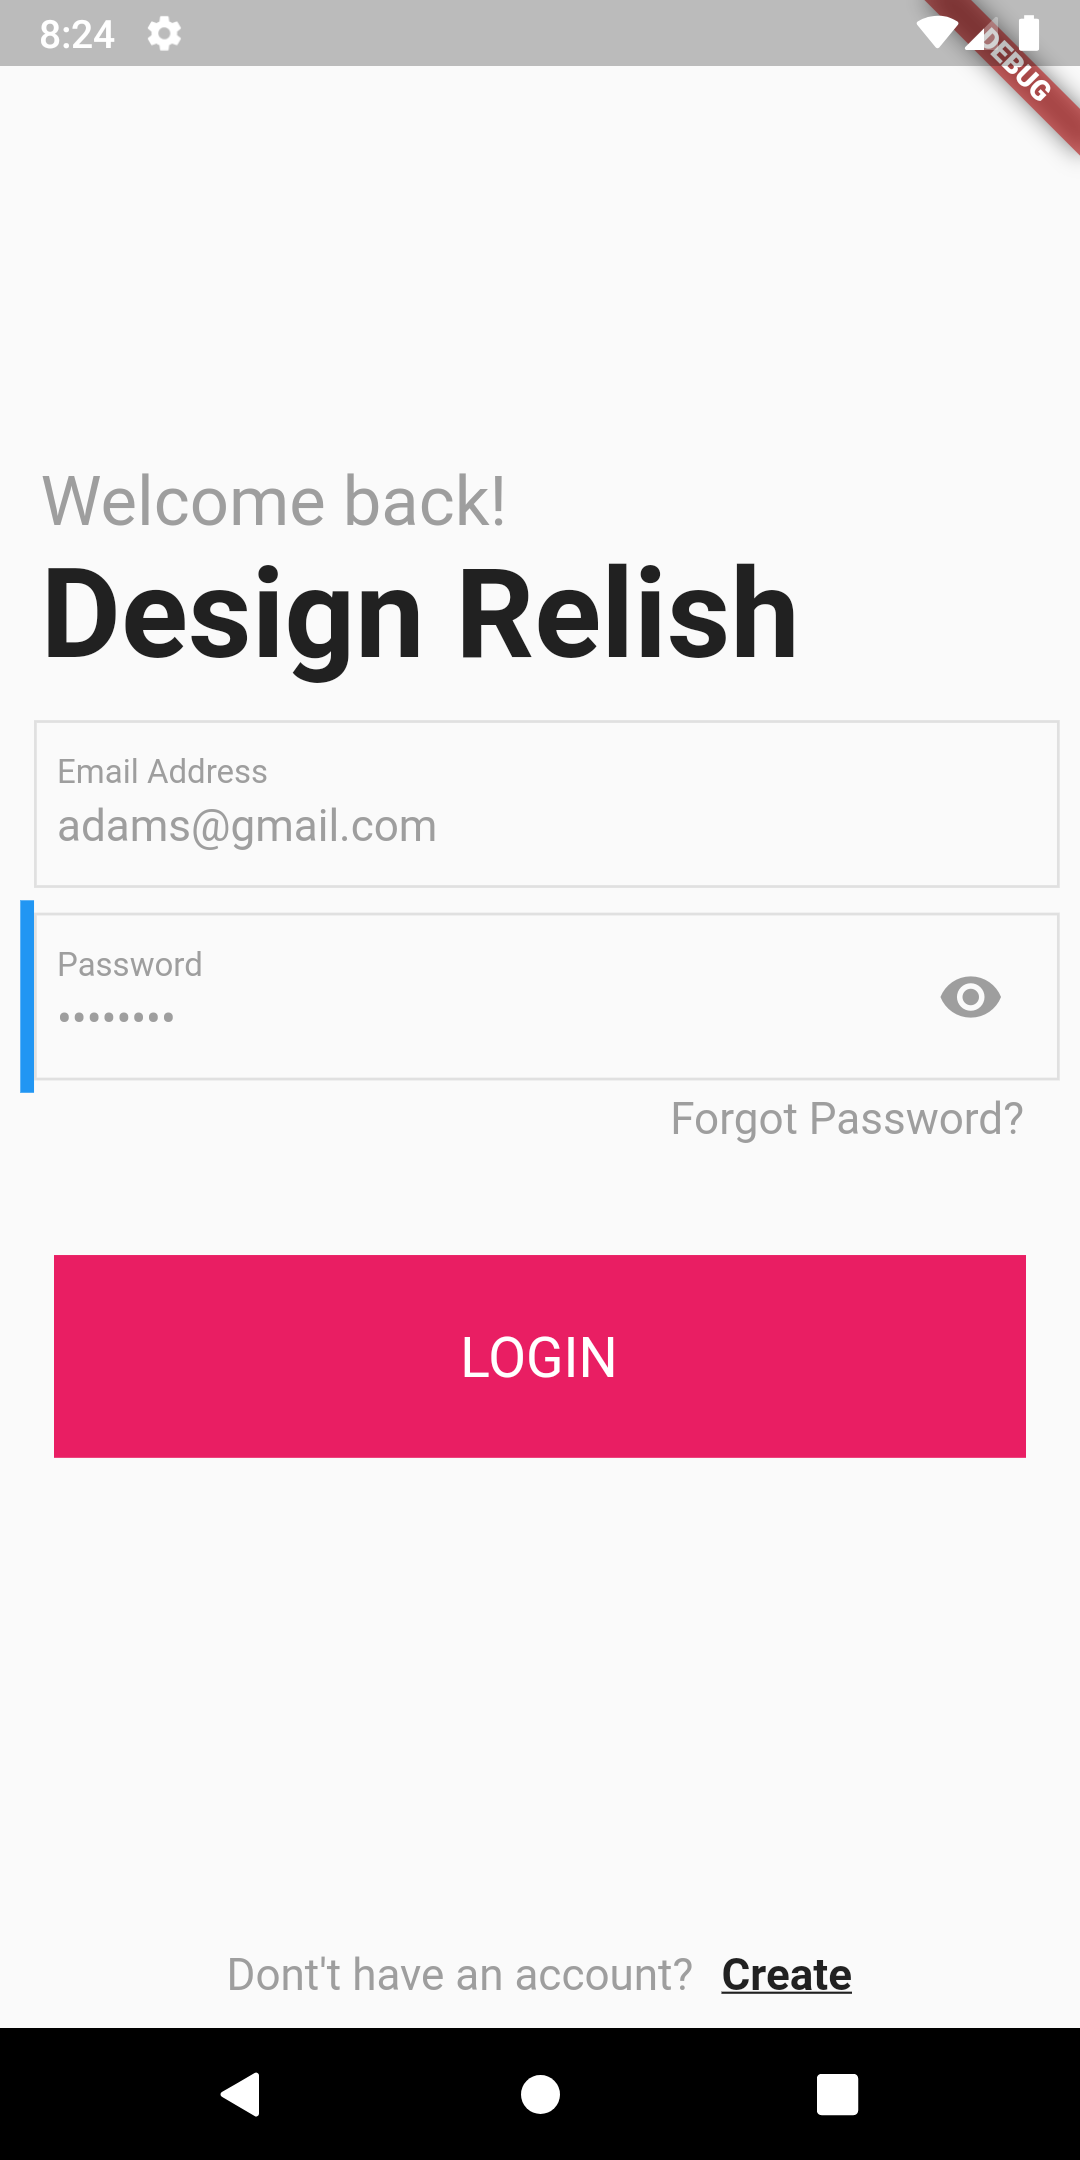 8:24
DEBUG
Welcome back!
Design Relish
Email Address
adams@gmail.com
Password
••••••••
Forgot Password?
LOGIN
Dont't have an account? Create